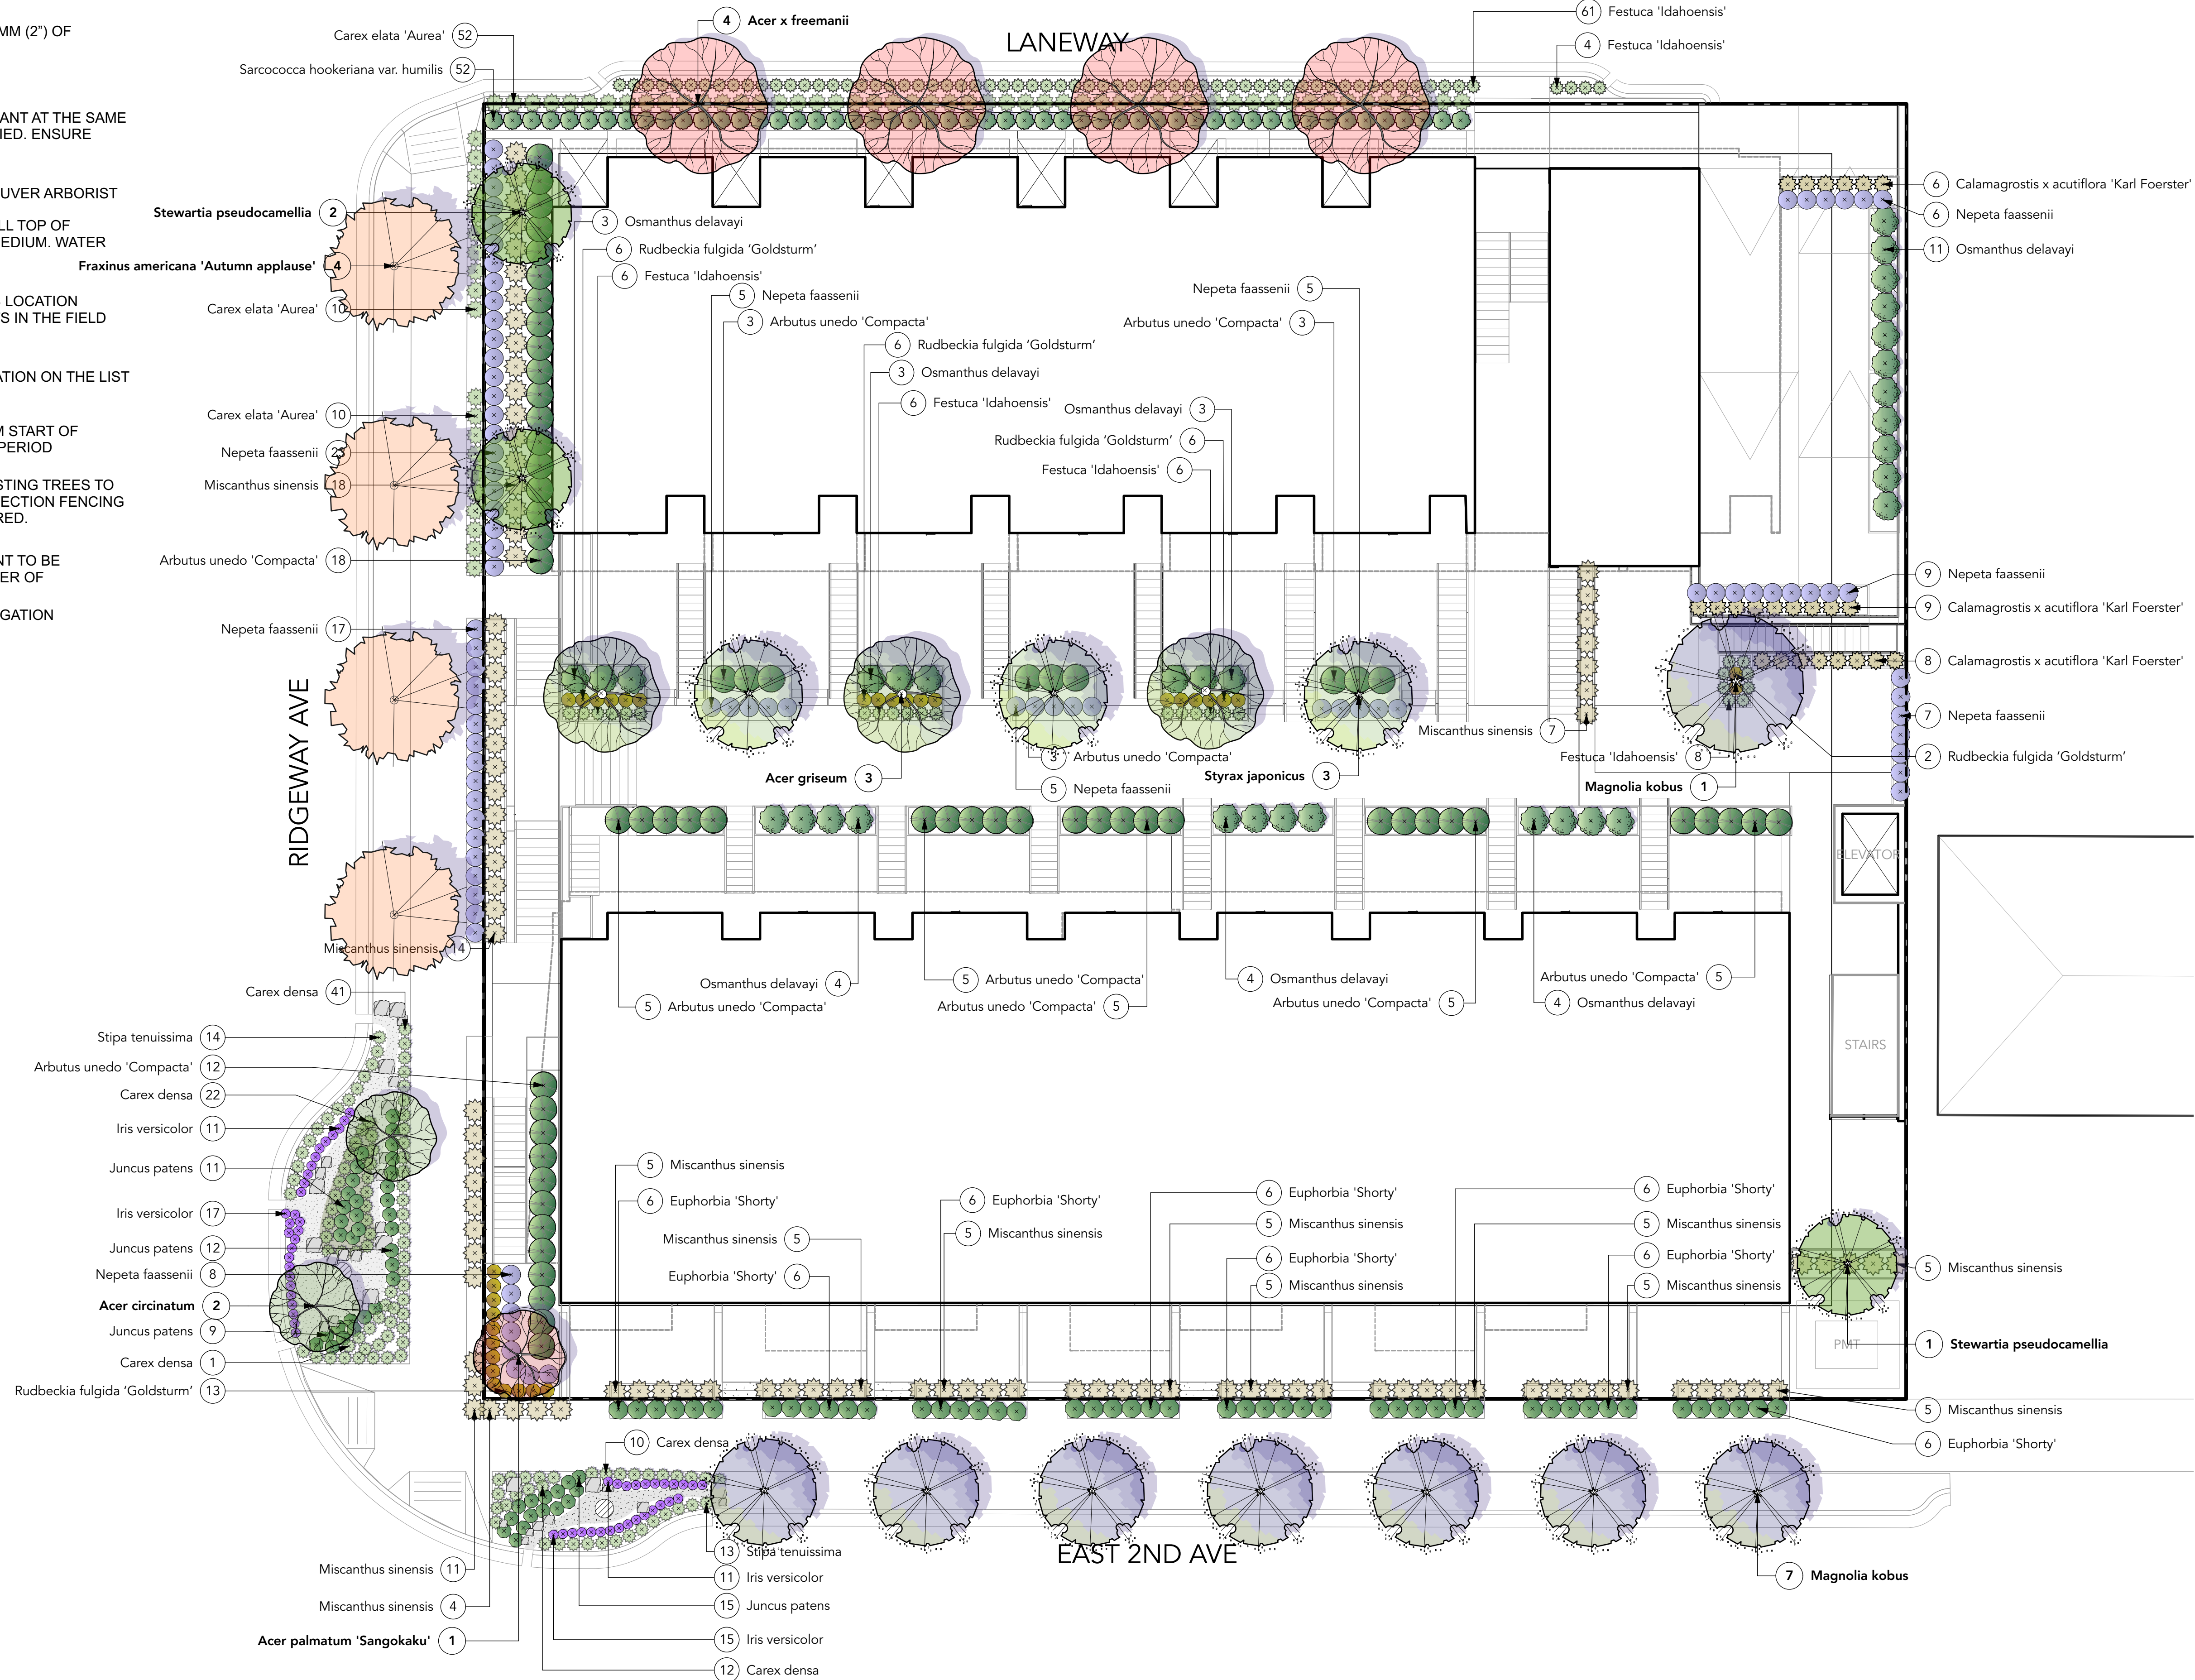 MM (2") OF
ANT AT THE SAME
IED. ENSURE
UVER ARBORIST
LL TOP OF
EDIUM. WATER
LOCATION
S IN THE FIELD
ATION ON THE LIST
M START OF
PERIOD
STING TREES TO
ECTION FENCING
RED.
NT TO BE
ER OF
GATION
LANEWAY
4 Acer x freemanii
Carex elata 'Aurea' 52
Sarcococca hookeriana var. humilis 52
61 Festuca 'Idahoensis'
4 Festuca 'Idahoensis'
Stewartia pseudocamellia 2
Fraxinus americana 'Autumn applause' 4
Carex elata 'Aurea' 10
Carex elata 'Aurea' 10
Nepeta faassenii 23
Miscanthus sinensis 18
Arbutus unedo 'Compacta' 18
Nepeta faassenii 17
RIDGEWAY AVE
3 Osmanthus delavayi
6 Rudbeckia fulgida ‘Goldsturm’
6 Festuca 'Idahoensis'
5 Nepeta faassenii
3 Arbutus unedo 'Compacta'
6 Rudbeckia fulgida ‘Goldsturm’
3 Osmanthus delavayi
6 Festuca 'Idahoensis'
Nepeta faassenii 5
Arbutus unedo 'Compacta' 3
Osmanthus delavayi 3
Rudbeckia fulgida ‘Goldsturm’ 6
Festuca 'Idahoensis' 6
6 Calamagrostis x acutiflora 'Karl Foerster'
6 Nepeta faassenii
11 Osmanthus delavayi
9 Nepeta faassenii
9 Calamagrostis x acutiflora 'Karl Foerster'
8 Calamagrostis x acutiflora 'Karl Foerster'
7 Nepeta faassenii
2 Rudbeckia fulgida ‘Goldsturm’
Miscanthus sinensis 7
Festuca 'Idahoensis' 8
Magnolia kobus 1
3 Arbutus unedo 'Compacta'
5 Nepeta faassenii
Acer griseum 3
Styrax japonicus 3
ELEVATOR
STAIRS
PMT
Miscanthus sinensis 14
Osmanthus delavayi 4
5 Arbutus unedo 'Compacta'
5 Arbutus unedo 'Compacta'
Arbutus unedo 'Compacta' 5
4 Osmanthus delavayi
Arbutus unedo 'Compacta' 5
Arbutus unedo 'Compacta' 5
4 Osmanthus delavayi
Carex densa 41
Stipa tenuissima 14
Arbutus unedo 'Compacta' 12
Carex densa 22
Iris versicolor 11
Juncus patens 11
Iris versicolor 17
Juncus patens 12
Nepeta faassenii 8
Acer circinatum 2
Juncus patens 9
Carex densa 1
Rudbeckia fulgida ‘Goldsturm’ 13
5 Miscanthus sinensis
6 Euphorbia 'Shorty'
Miscanthus sinensis 5
Euphorbia 'Shorty' 6
6 Euphorbia 'Shorty'
5 Miscanthus sinensis
6 Euphorbia 'Shorty'
5 Miscanthus sinensis
6 Euphorbia 'Shorty'
5 Miscanthus sinensis
6 Euphorbia 'Shorty'
5 Miscanthus sinensis
6 Euphorbia 'Shorty'
5 Miscanthus sinensis
5 Miscanthus sinensis
1 Stewartia pseudocamellia
5 Miscanthus sinensis
6 Euphorbia 'Shorty'
10 Carex densa
EAST 2ND AVE
13 Stipa tenuissima
11 Iris versicolor
15 Juncus patens
15 Iris versicolor
12 Carex densa
Miscanthus sinensis 11
Miscanthus sinensis 4
Acer palmatum 'Sangokaku' 1
7 Magnolia kobus